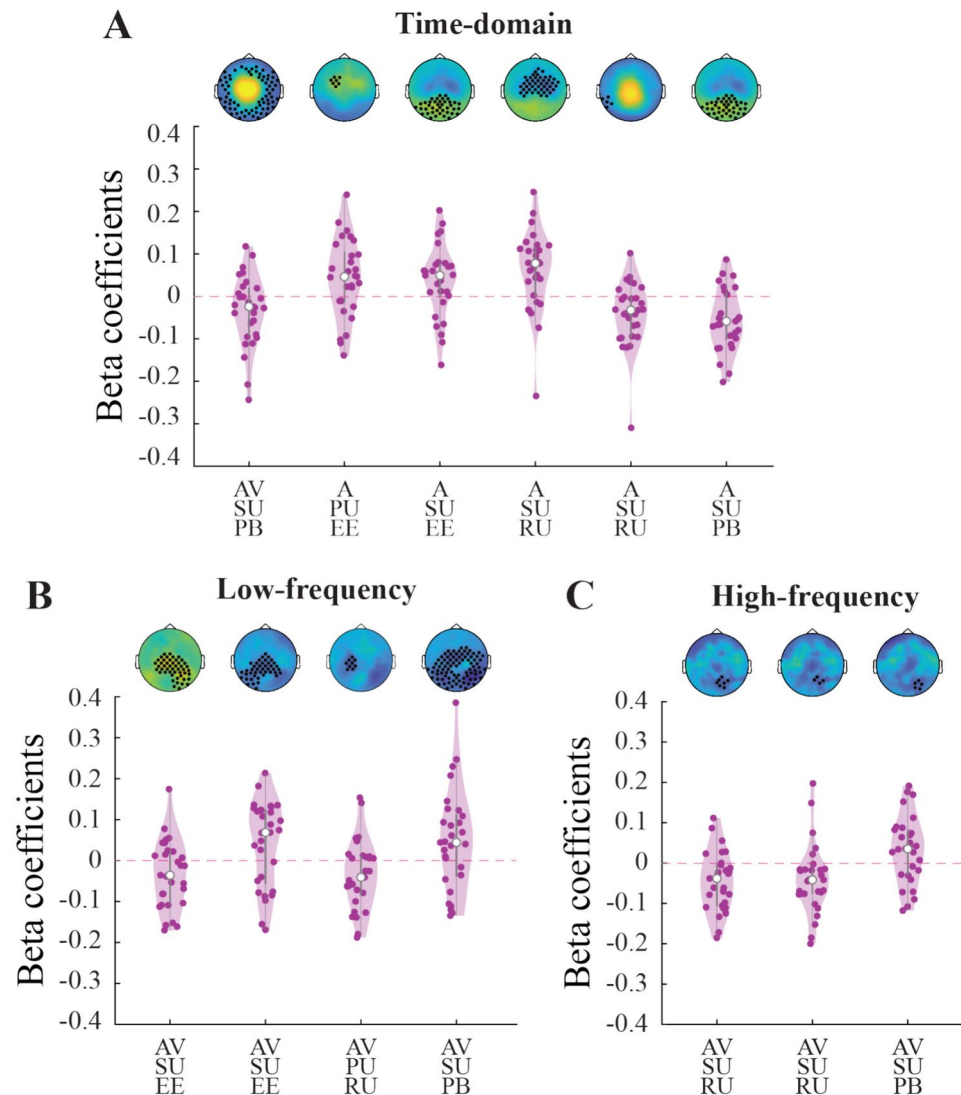 A
Time-domain
Beta coefficients
0.4
0.3
0.2
0.1
0
-0.1
-0.2
-0.3
-0.4
AV A A A A A
SU PU SU SU SU SU
PB EE EE RU RU PB
B
Low-frequency
Beta coefficients
0.4
0.3
0.2
0.1
0
-0.1
-0.2
-0.3
-0.4
AV AV AV AV
SU SU PU SU
EE EE RU PB
C
High-frequency
Beta coefficients
0.4
0.3
0.2
0.1
0
-0.1
-0.2
-0.3
-0.4
AV AV AV
SU SU SU
RU RU PB